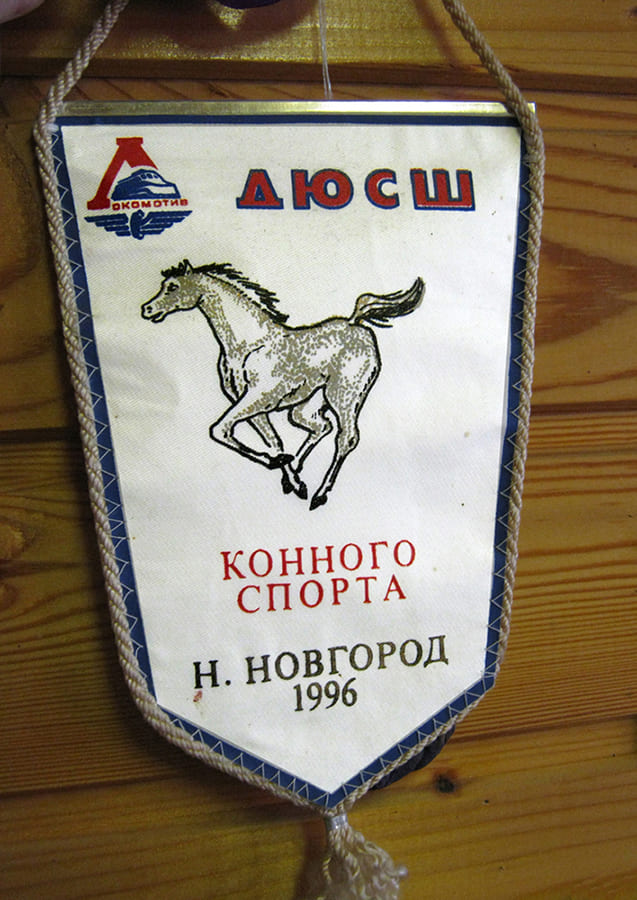 ЛОКОМОТИВ
ДЮСШ
КОННОГО
СПОРТА
Н. НОВГОРОД
1996